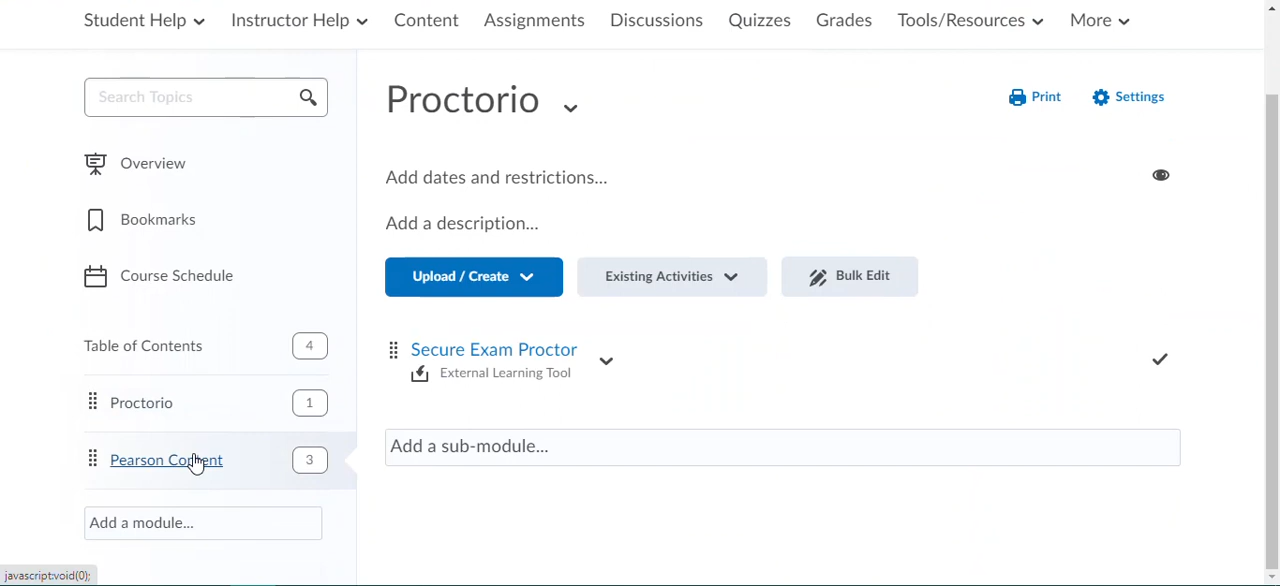 Student Help Instructor Help Content Assignments Discussions Quizzes Grades Tools/Resources More
Search Topics
Overview
Bookmarks
Course Schedule
Table of Contents 4
Proctorio 1
Pearson Content 3
Add a module...
Proctorio
Print Settings
Add dates and restrictions...
Add a description...
Upload / Create Existing Activities Bulk Edit
Secure Exam Proctor
External Learning Tool
Add a sub-module...
javascript:void(0);